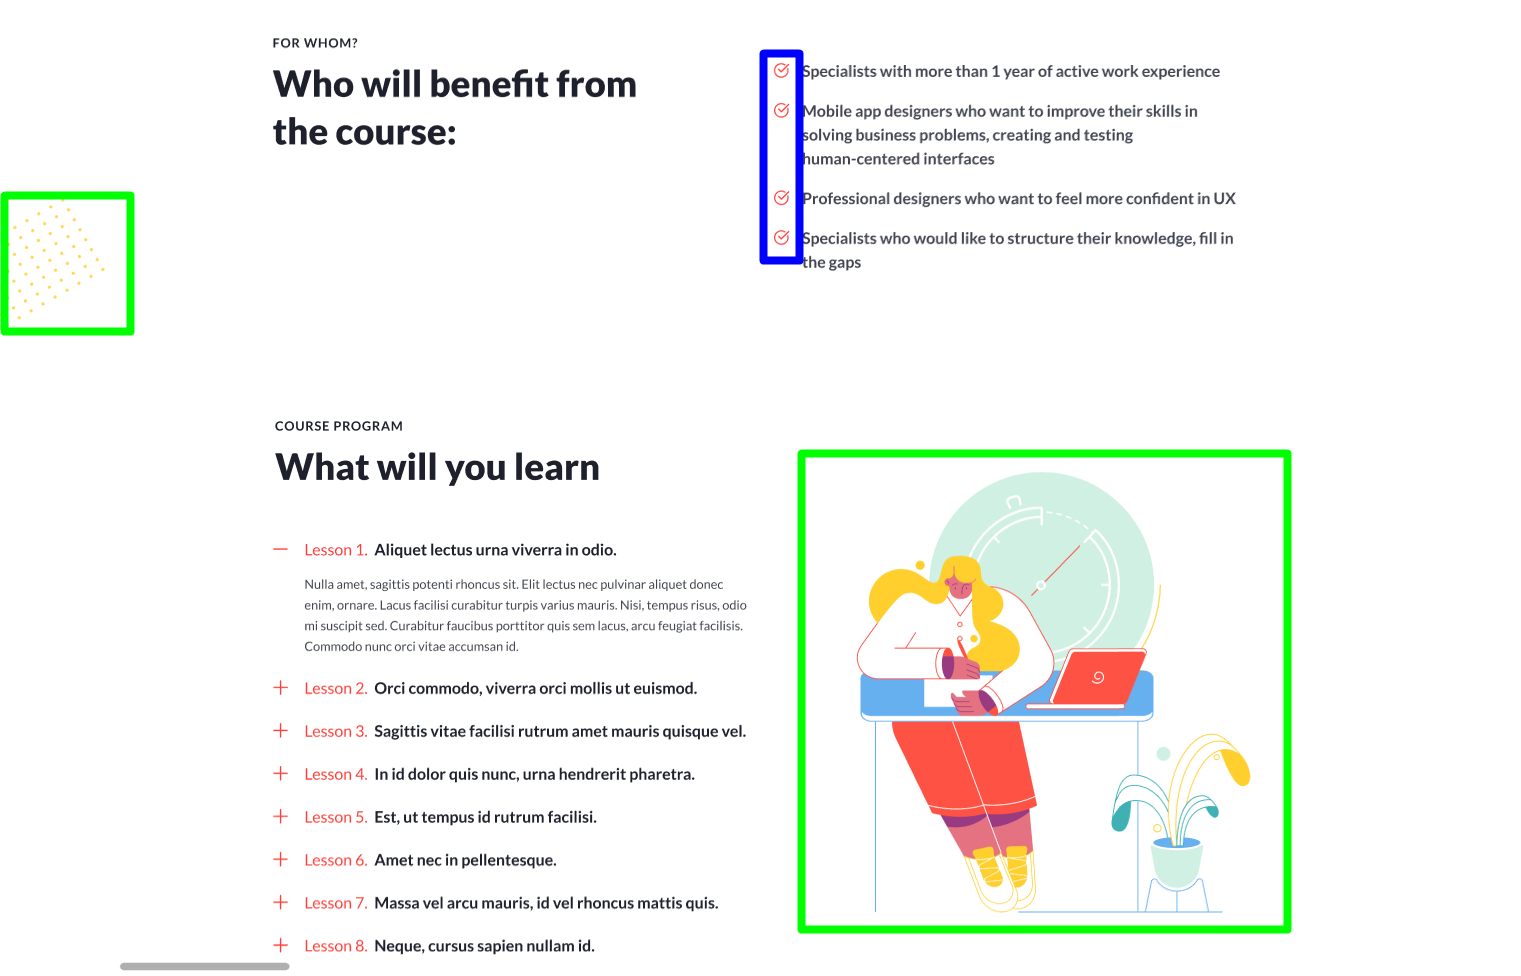 FOR WHOM?
Who will benefit from
the course:
Specialists with more than 1 year of active work experience
Mobile app designers who want to improve their skills in
solving business problems, creating and testing
human-centered interfaces
Professional designers who want to feel more confident in UX
Specialists who would like to structure their knowledge, fill in
the gaps
COURSE PROGRAM
What will you learn
Lesson 1. Aliquet lectus urna viverra in odio.
Nulla amet, sagittis potenti rhoncus sit. Elit lectus nec pulvinar aliquet donec
enim, ornare. Lacus facilisi curabitur turpis varius mauris. Nisi, tempus risus, odio
mi suscipit sed. Curabitur faucibus porttitor quis sem lacus, arcu feugiat facilisis.
Commodo nunc orci vitae accumsan id.
Lesson 2. Orci commodo, viverra orci mollis ut euismod.
Lesson 3. Sagittis vitae facilisi rutrum amet mauris quisque vel.
Lesson 4. In id dolor quis nunc, urna hendrerit pharetra.
Lesson 5. Est, ut tempus id rutrum facilisi.
Lesson 6. Amet nec in pellentesque.
Lesson 7. Massa vel arcu mauris, id vel rhoncus mattis quis.
Lesson 8. Neque, cursus sapien nullam id.